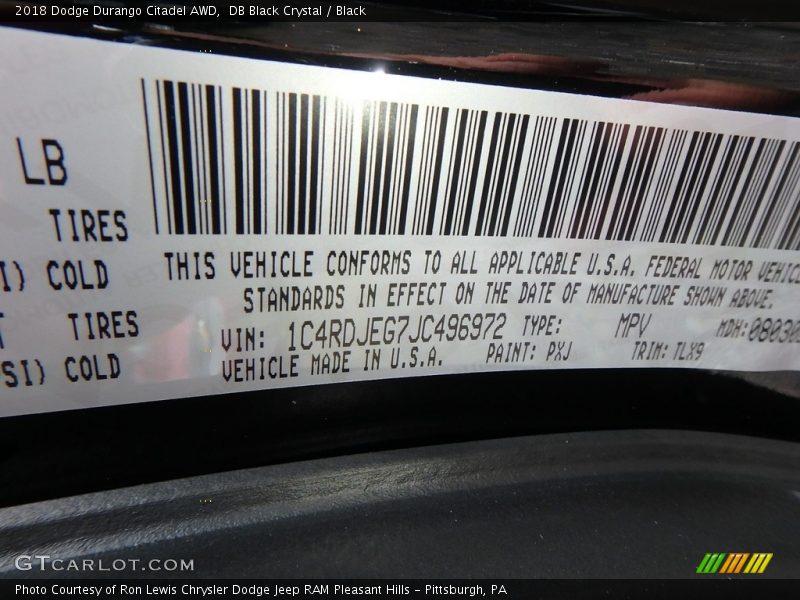 2018 Dodge Durango Citadel AWD, DB Black Crystal / Black
LB
TIRES
I) COLD
TIRES
SI) COLD
THIS VEHICLE CONFORMS TO ALL APPLICABLE U.S.A. FEDERAL MOTOR VEHICL
STANDARDS IN EFFECT ON THE DATE OF MANUFACTURE SHOWN ABOVE.
VIN: 1C4RDJEG7JC496972 TYPE: MPV MDH:080305
VEHICLE MADE IN U.S.A. PAINT: PXJ TRIM:TLX9
GTCARLOT.COM
Photo Courtesy of Ron Lewis Chrysler Dodge Jeep RAM Pleasant Hills - Pittsburgh, PA